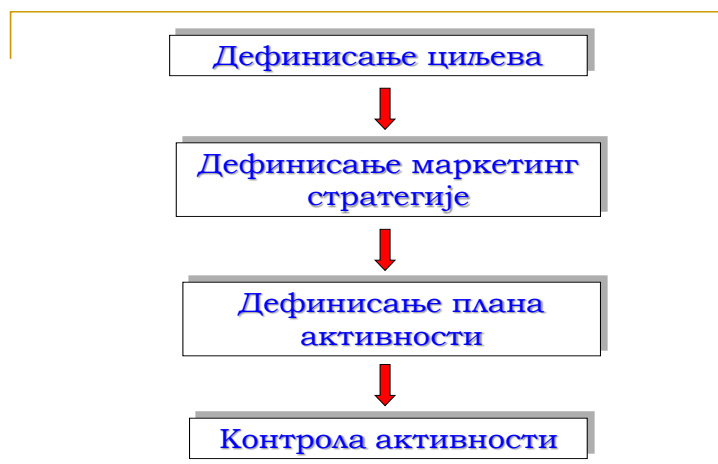 Дефинисање циљева
Дефинисање маркетинг
стратегије
Дефинисање плана
активности
Контрола активности